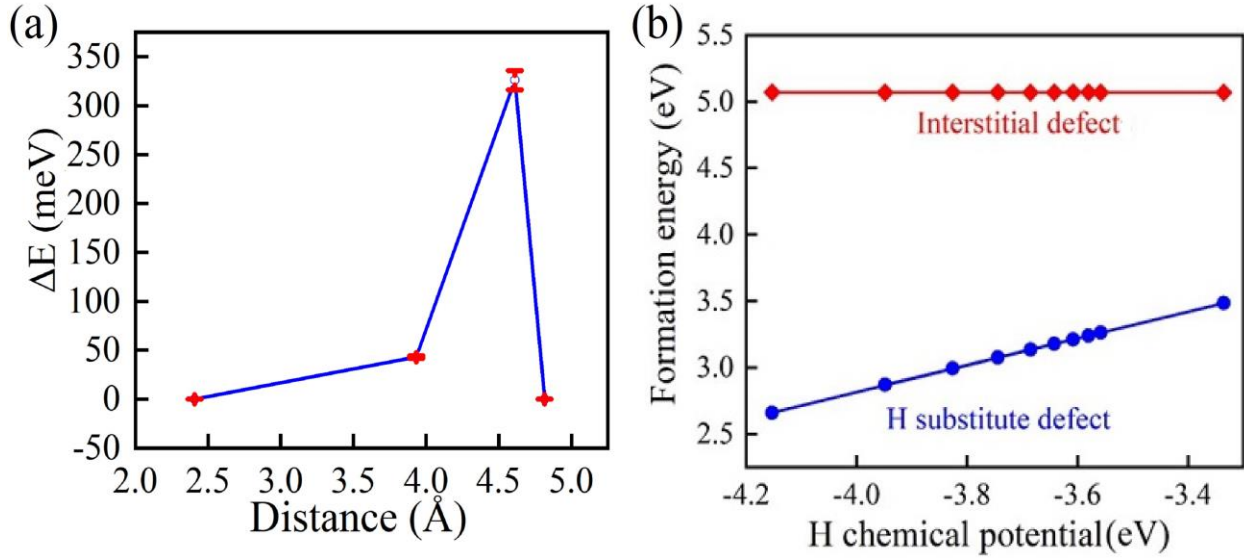 (a)
ΔE (meV)
350
300
250
200
150
100
50
0
-50
2.0 2.5 3.0 3.5 4.0 4.5 5.0
Distance (Å)
(b)
Formation energy (eV)
5.5
5.0
4.5
4.0
3.5
3.0
2.5
Interstitial defect
H substitute defect
-4.2 -4.0 -3.8 -3.6 -3.4
H chemical potential(eV)